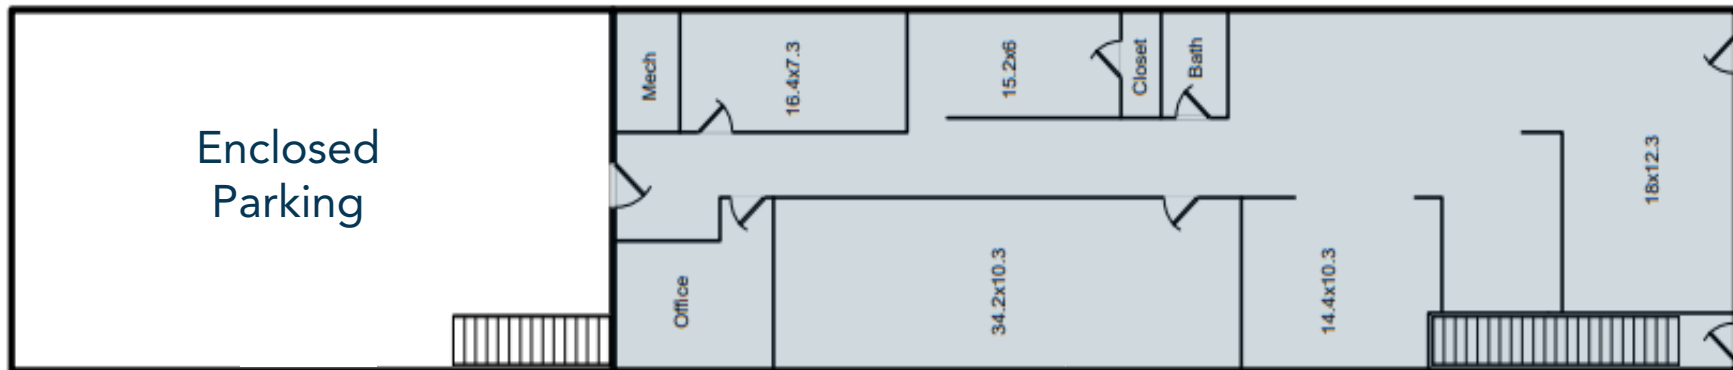 Enclosed
Parking
Mech
16.4x7.3
15.2x6
Closet
Bath
18x12.3
Office
34.2x10.3
14.4x10.3